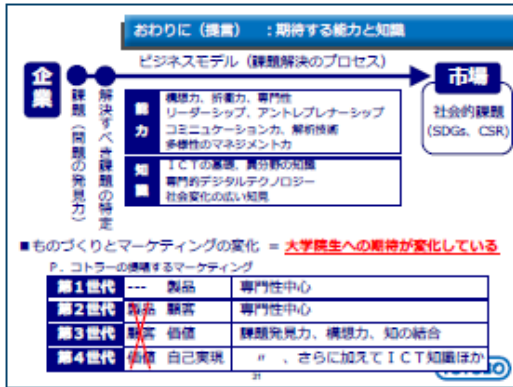 おわりに（提言）　：期待する能力と知識
ビジネスモデル（課題解決のプロセス）
企業
課題（問題の発見力）
解決すべき課題の特定
能力
構想力、折衝力、専門性
リーダーシップ、アントレプレナーシップ
コミュニケーション力、解析技術
多様性のマネジメント力
知識
ＩＣＴの基礎、異分野の知識
専門的デジタルテクノロジー
社会変化の広い知見
市場
社会的課題
(SDGs、CSR)
■ものづくりとマーケティングの変化 ＝ 大学院生への期待が変化している
Ｐ．コトラーの提唱するマーケティング
第１世代 --- 製品 専門性中心
第２世代 製品 顧客 専門性中心
第３世代 顧客 価値 課題発見力、構想力、知の結合
第４世代 価値 自己実現 〃 、さらに加えてＩＣＴ知識ほか
31
TOYOBO